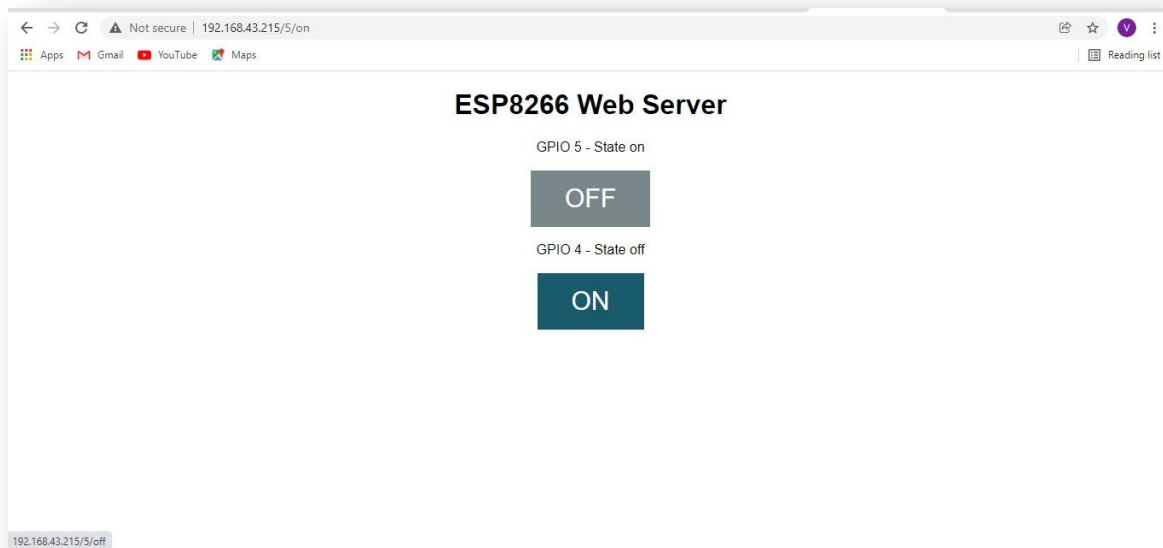 Not secure | 192.168.43.215/5/on
V
Apps Gmail YouTube Maps Reading list
ESP8266 Web Server
GPIO 5 - State on
OFF
GPIO 4 - State off
ON
192.168.43.215/5/off